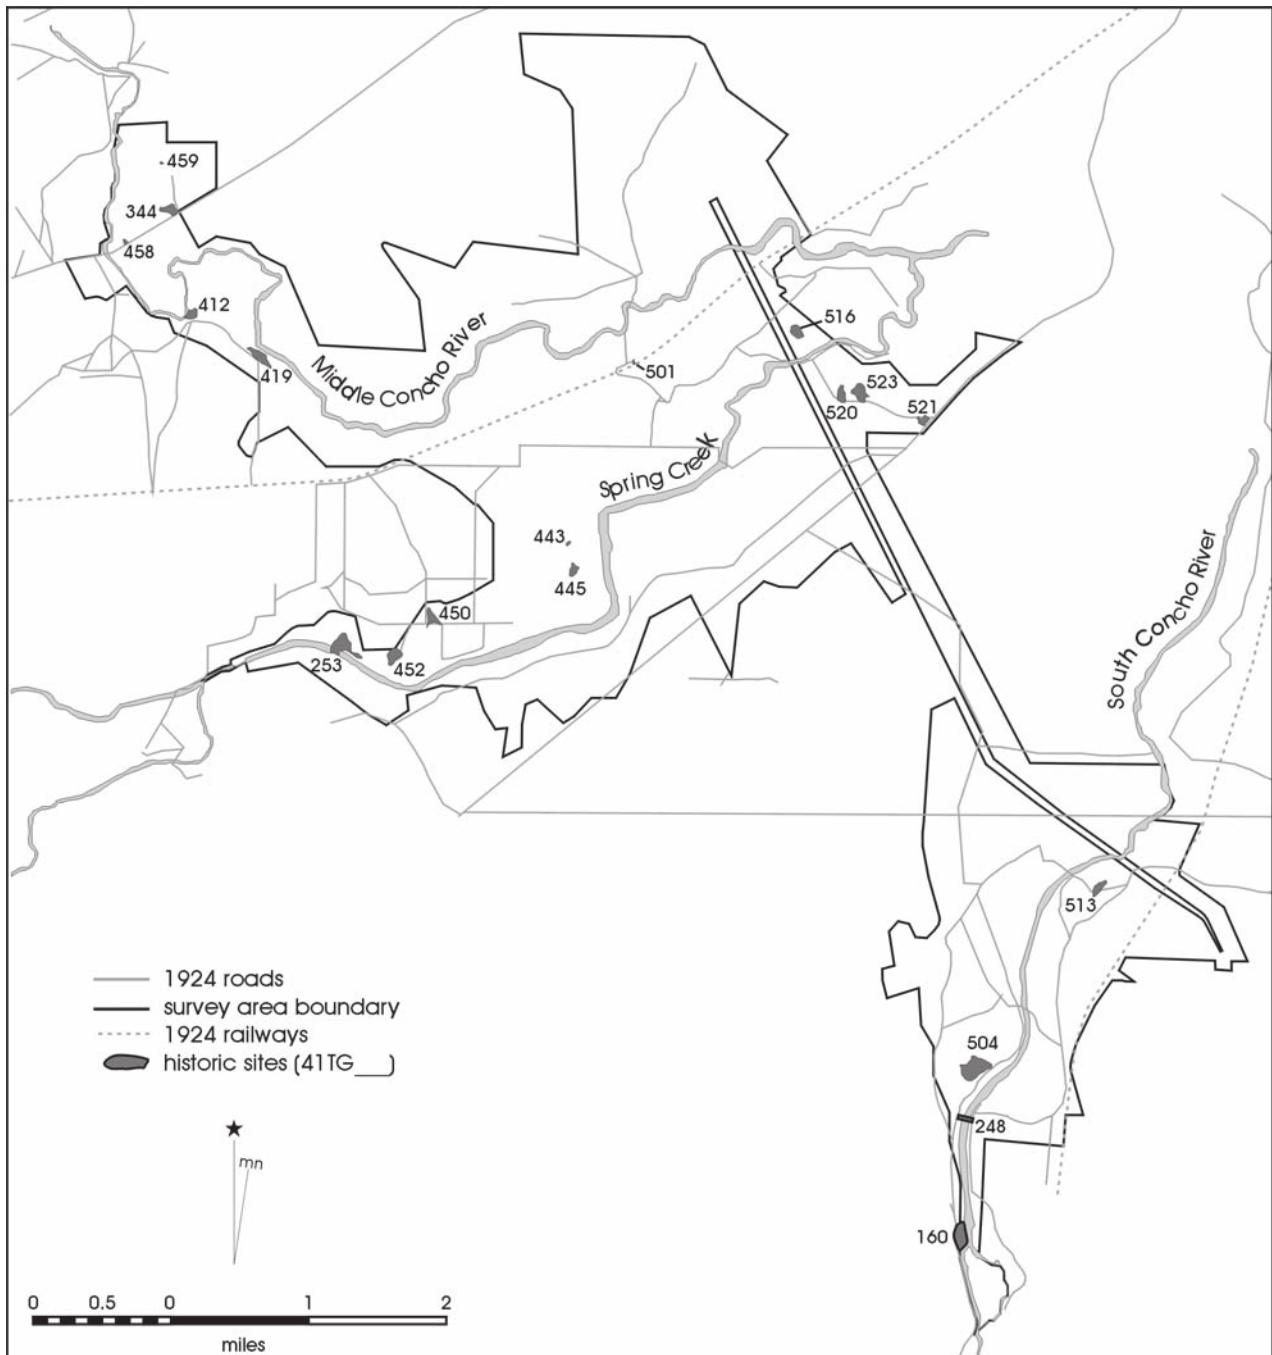 459
344
458
412
419
Middle Concho River
516
501
523
520
521
Spring Creek
443
445
450
253
452
South Concho River
513
1924 roads
survey area boundary
1924 railways
historic sites (41TG___)
504
248
mn
160
0 0.5 0 1 2
miles